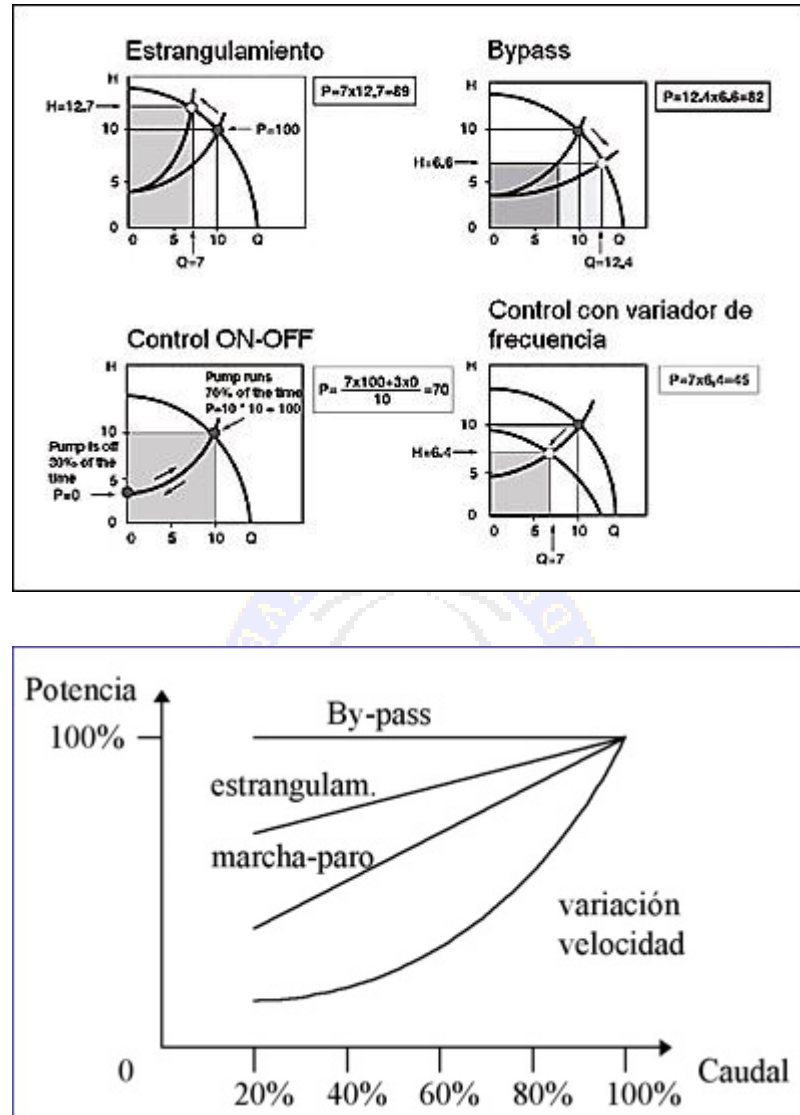 Estrangulamiento
H
H=12.7
10
5
0
P=100
0 5 10 Q
Q=7
P=7x12,7=89
Bypass
H
10
H=6.6
5
0
0 5 10 Q
Q=12,4
P=12.4x6.6=82
Control ON-OFF
Pump runs
70% of the time
P=10 * 10 = 100
10
Pump is off
30% of the
time
P=0
5
0
0 5 10 Q
P= 7x100+3x0 =70
10
Control con variador de
frecuencia
H
10
H=6.4
5
0
0 5 10 Q
Q=7
P=7x6,4=45
Potencia
100%
By-pass
estrangulam.
marcha-paro
variación
velocidad
0
20% 40% 60% 80% 100%
Caudal